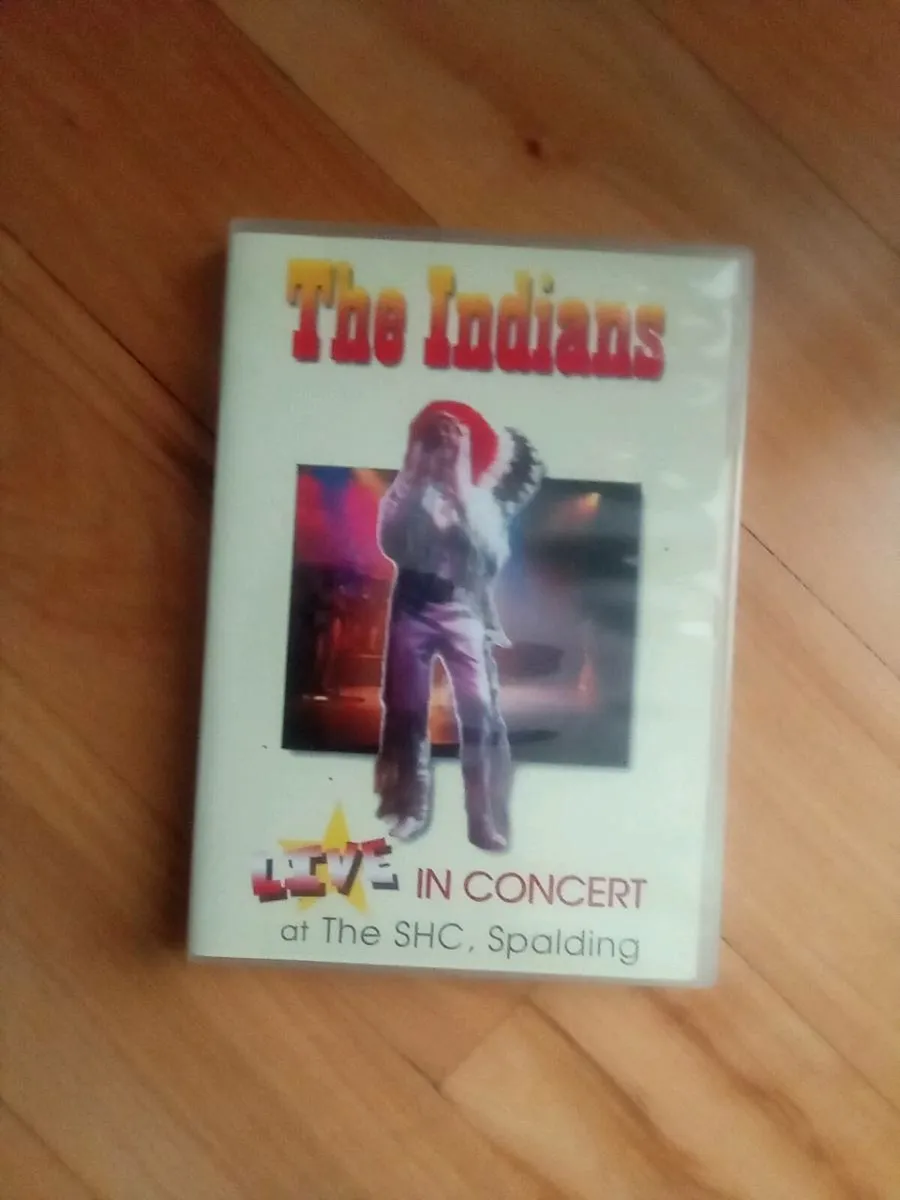 The Indians
LIVE IN CONCERT
at The SHC, Spalding